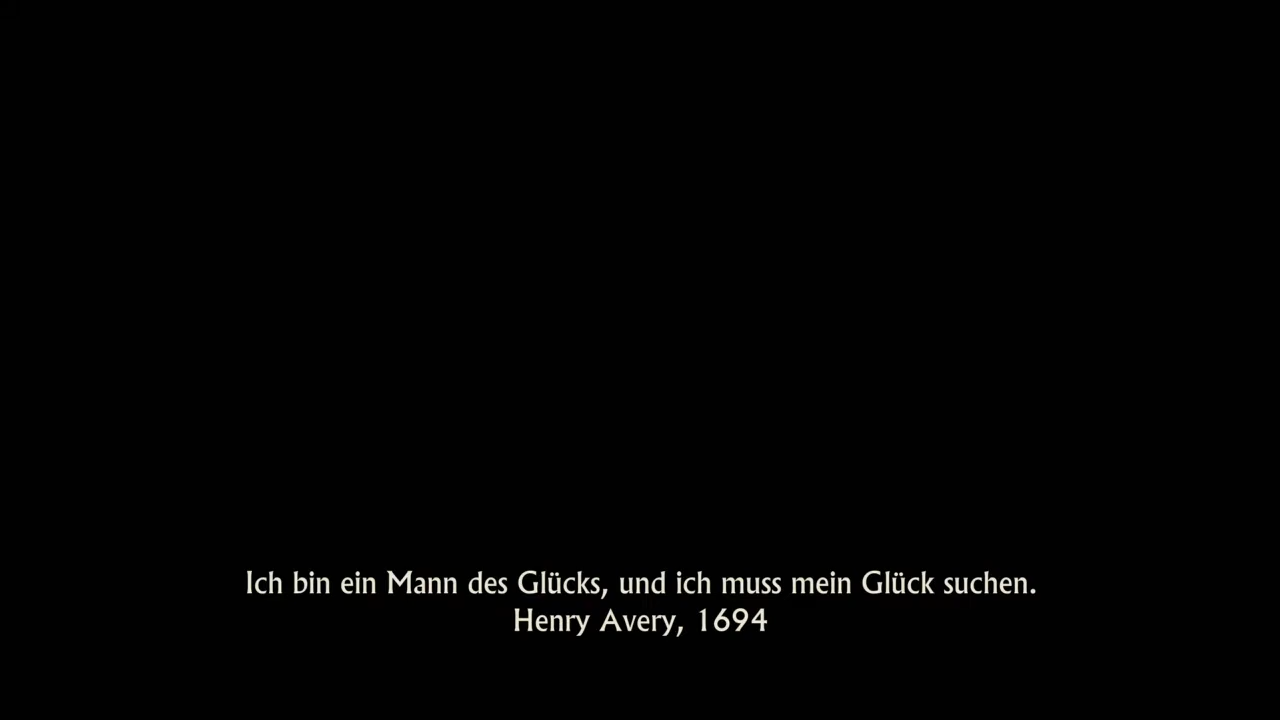 Ich bin ein Mann des Glücks, und ich muss mein Glück suchen.
Henry Avery, 1694